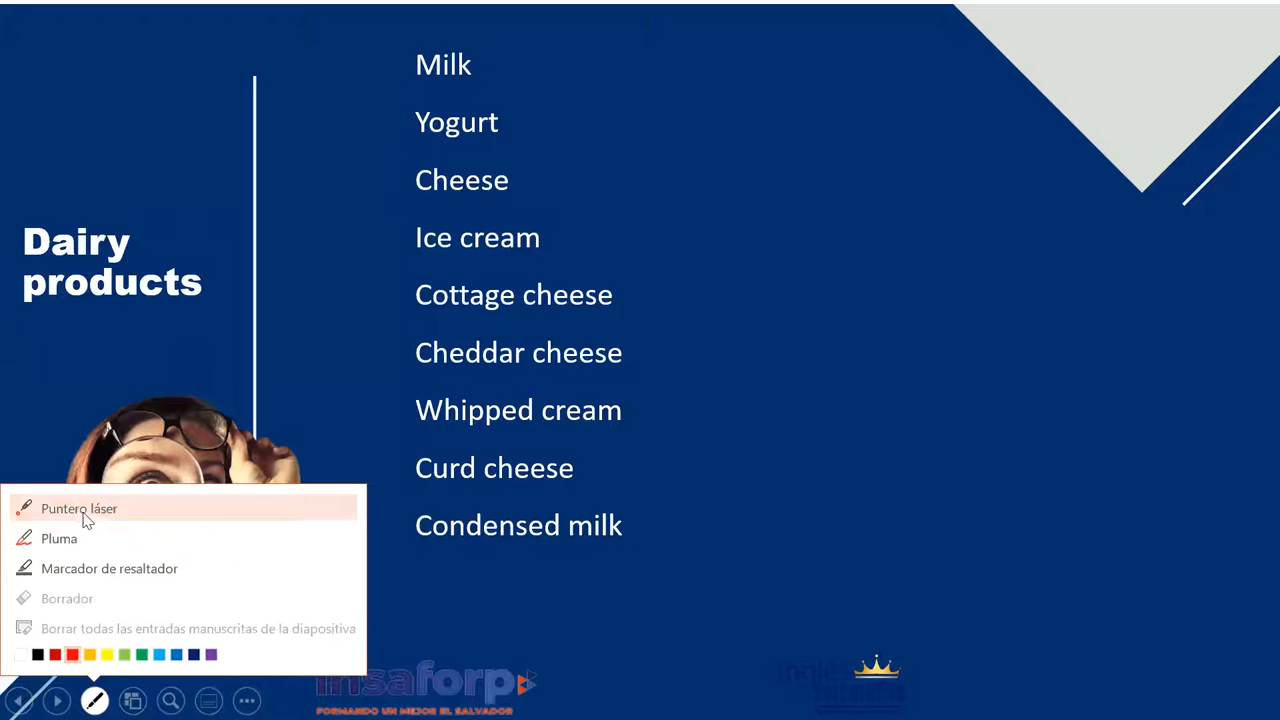 Milk
Yogurt
Cheese
Ice cream
Cottage cheese
Cheddar cheese
Whipped cream
Curd cheese
Condensed milk
Dairy
products
Puntero láser
Pluma
Marcador de resaltador
Borrador
Borrar todas las entradas manuscritas de la diapositiva
insaforp
FORMANDO UN MEJOR EL SALVADOR